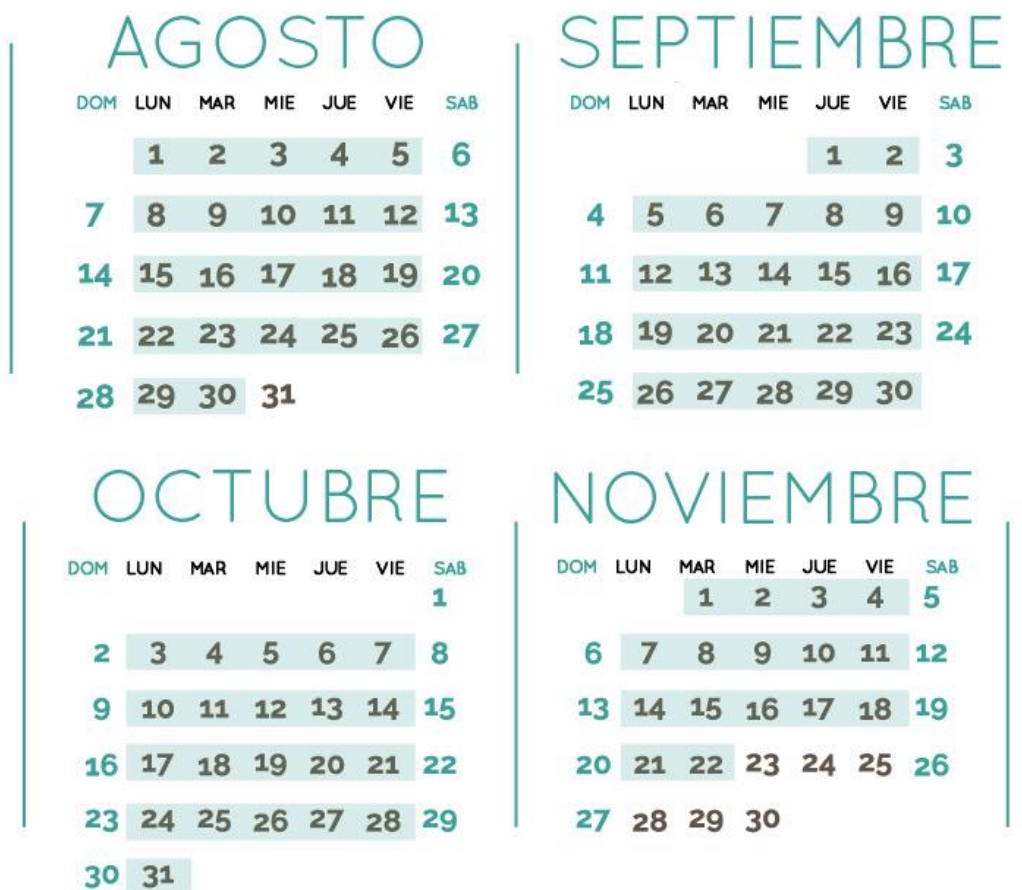 AGOSTO
DOM LUN MAR MIE JUE VIE SAB
1 2 3 4 5 6
7 8 9 10 11 12 13
14 15 16 17 18 19 20
21 22 23 24 25 26 27
28 29 30 31
SEPTIEMBRE
DOM LUN MAR MIE JUE VIE SAB
1 2 3
4 5 6 7 8 9 10
11 12 13 14 15 16 17
18 19 20 21 22 23 24
25 26 27 28 29 30
OCTUBRE
DOM LUN MAR MIE JUE VIE SAB
1
2 3 4 5 6 7 8
9 10 11 12 13 14 15
16 17 18 19 20 21 22
23 24 25 26 27 28 29
30 31
NOVIEMBRE
DOM LUN MAR MIE JUE VIE SAB
1 2 3 4 5
6 7 8 9 10 11 12
13 14 15 16 17 18 19
20 21 22 23 24 25 26
27 28 29 30